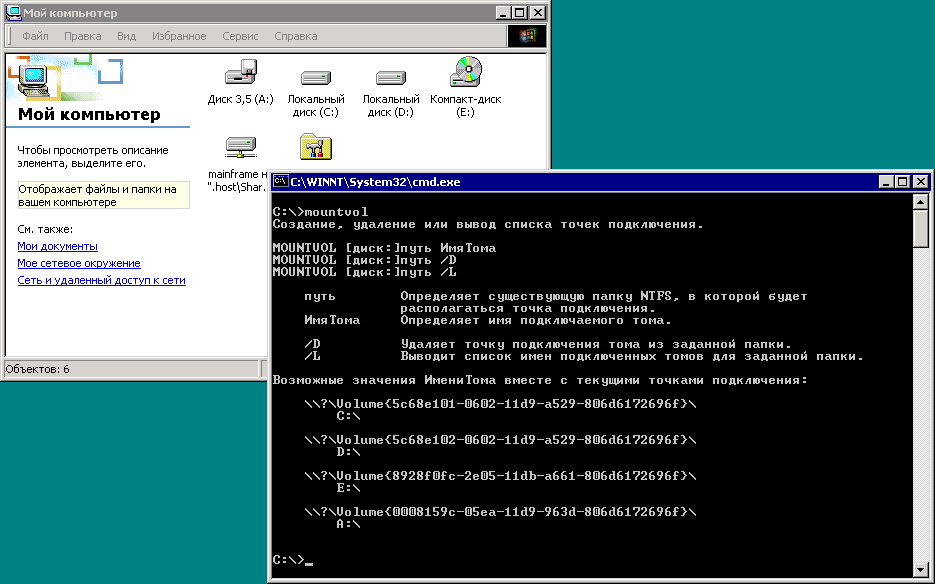 Мой компьютер
Файл Правка Вид Избранное Сервис Справка
Мой компьютер
Чтобы просмотреть описание
элемента, выделите его.
Отображает файлы и папки на
вашем компьютере
См. также:
Мои документы
Мое сетевое окружение
Сеть и удаленный доступ к сети
Диск 3,5 (A:)
Локальный
диск (C:)
Локальный
диск (D:)
Компакт-диск
(E:)
mainframe н
".host\Shar.
Объектов: 6
C:\WINNT\System32\cmd.exe
C:\>mountvol
Создание, удаление или вывод списка точек подключения.
MOUNTVOL [диск:]путь ИмяТома
MOUNTVOL [диск:]путь /D
MOUNTVOL [диск:]путь /L
путь Определяет существующую папку NTFS, в которой будет
располагаться точка подключения.
ИмяТома Определяет имя подключаемого тома.
/D Удаляет точку подключения тома из заданной папки.
/L Выводит список имен подключенных томов для заданной папки.
Возможные значения ИмениТома вместе с текущими точками подключения:
\\?\Volume{5c68e101-0602-11d9-a529-806d6172696f}\
C:\
\\?\Volume{5c68e102-0602-11d9-a529-806d6172696f}\
D:\
\\?\Volume{8928f0fc-2e05-11db-a661-806d6172696f}\
E:\
\\?\Volume{0008159c-05ea-11d9-963d-806d6172696f}\
A:\
C:\>_